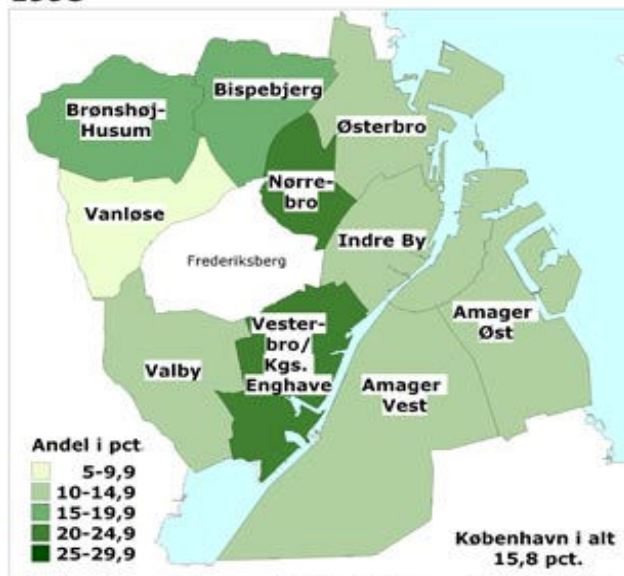 Bispebjerg
Brønshøj-
Husum
Østerbro
Nørre-
bro
Vanløse
Indre By
Frederiksberg
Amager
Øst
Vester-
bro/
Kgs.
Enghave
Valby
Amager
Vest
Andel i pct
5-9,9
10-14,9
15-19,9
20-24,9
25-29,9
København i alt
15,8 pct.